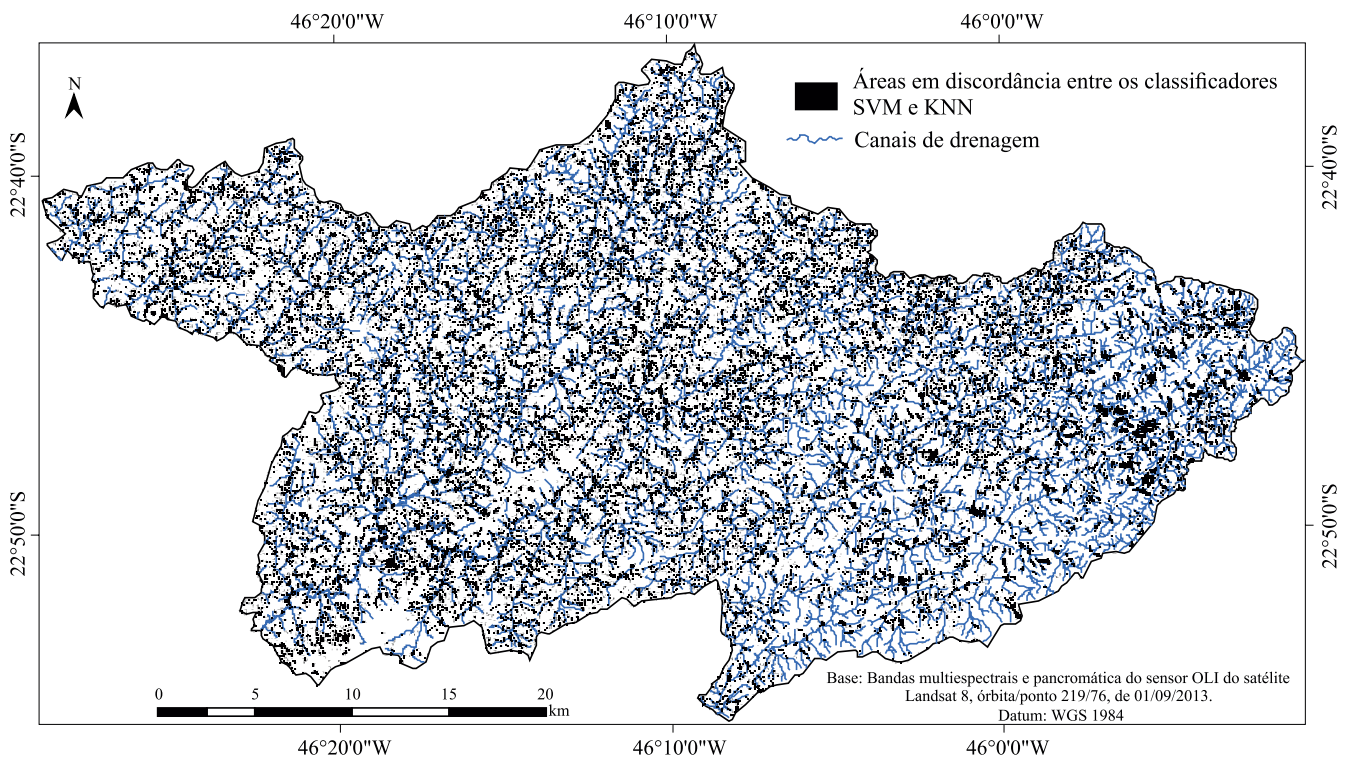 46°20'0"W 46°10'0"W 46°0'0"W
N
Áreas em discordância entre os classificadores
SVM e KNN
Canais de drenagem
22°40'0"S
22°40'0"S
22°50'0"S
22°50'0"S
Base: Bandas multiespectrais e pancromática do sensor OLI do satélite
Landsat 8, órbita/ponto 219/76, de 01/09/2013.
Datum: WGS 1984
0 5 10 15 20
km
46°20'0"W 46°10'0"W 46°0'0"W